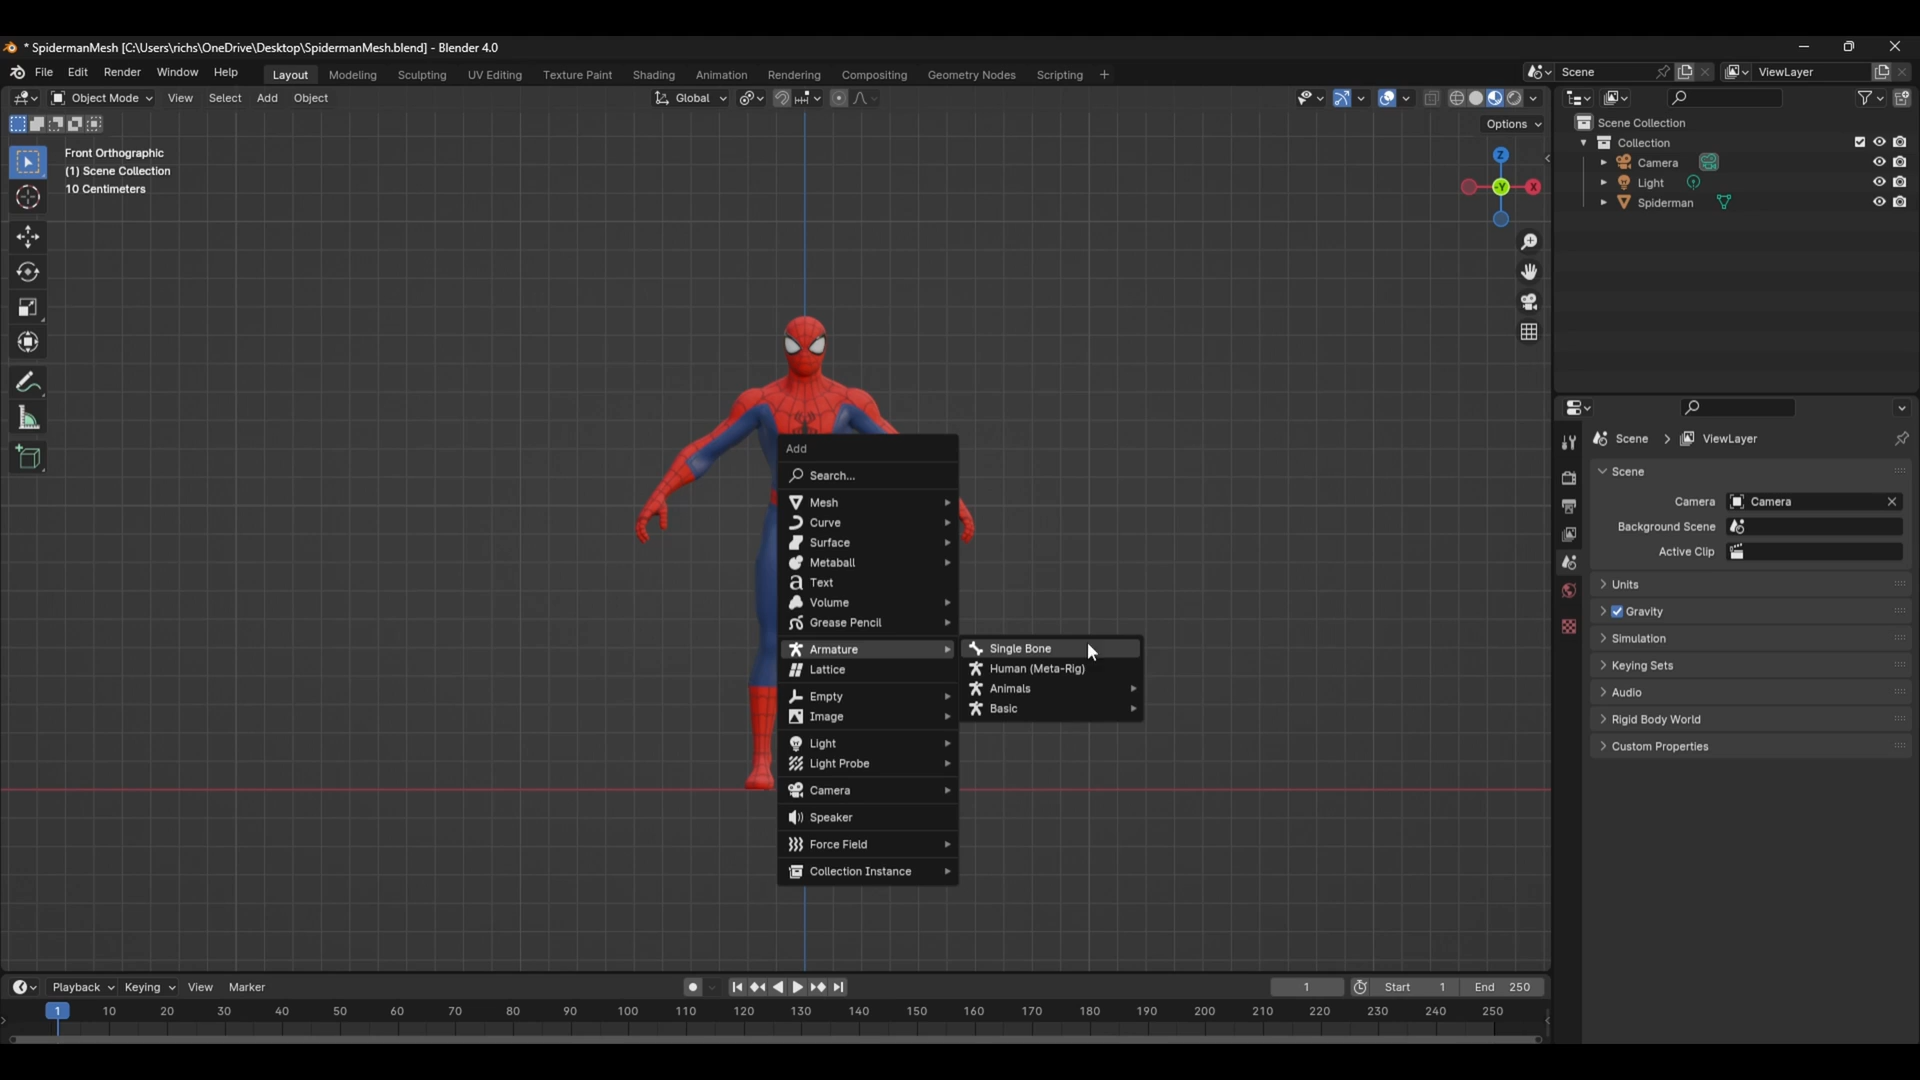 * SpidermanMesh [C:\Users\richs\OneDrive\Desktop\SpidermanMesh.blend] - Blender 4.0
File Edit Render Window Help Layout Modeling Sculpting UV Editing Texture Paint Shading Animation Rendering Compositing Geometry Nodes Scripting + Scene ViewLayer
Object Mode View Select Add Object Global
Options
Front Orthographic
(1) Scene Collection
10 Centimeters
Z
-Y X
Scene Collection
Collection
Camera
Light
Spiderman
Add
Search...
Mesh
Curve
Surface
Metaball
Text
Volume
Grease Pencil
Armature
Lattice
Empty
Image
Light
Light Probe
Camera
Speaker
Force Field
Collection Instance
Single Bone
Human (Meta-Rig)
Animals
Basic
Scene > ViewLayer
Scene
Camera Camera
Background Scene
Active Clip
Units
Gravity
Simulation
Keying Sets
Audio
Rigid Body World
Custom Properties
Playback Keying View Marker 1 Start 1 End 250
1 10 20 30 40 50 60 70 80 90 100 110 120 130 140 150 160 170 180 190 200 210 220 230 240 250